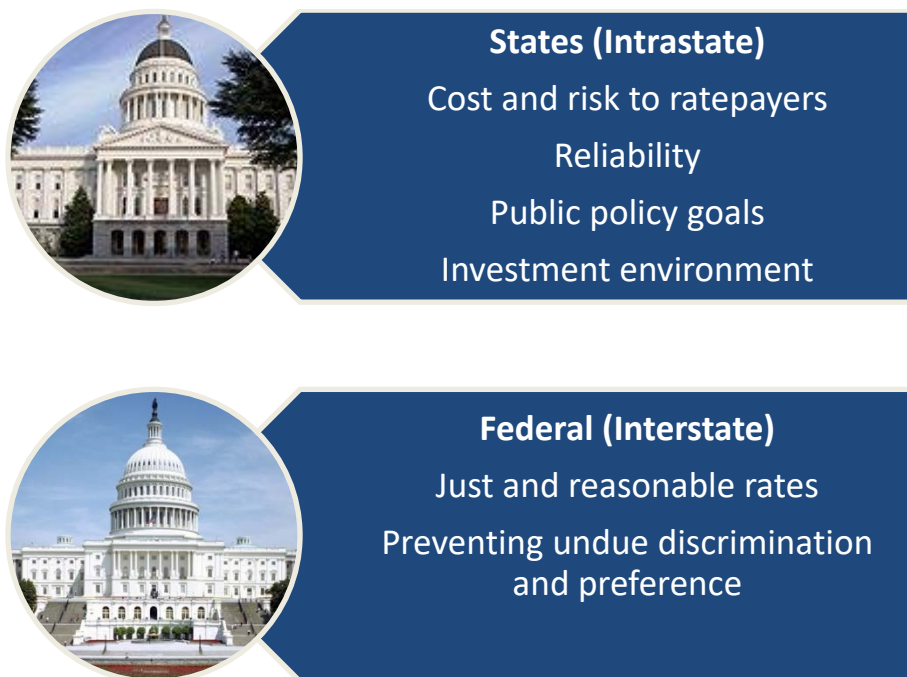 States (Intrastate)
Cost and risk to ratepayers
Reliability
Public policy goals
Investment environment
Federal (Interstate)
Just and reasonable rates
Preventing undue discrimination
and preference